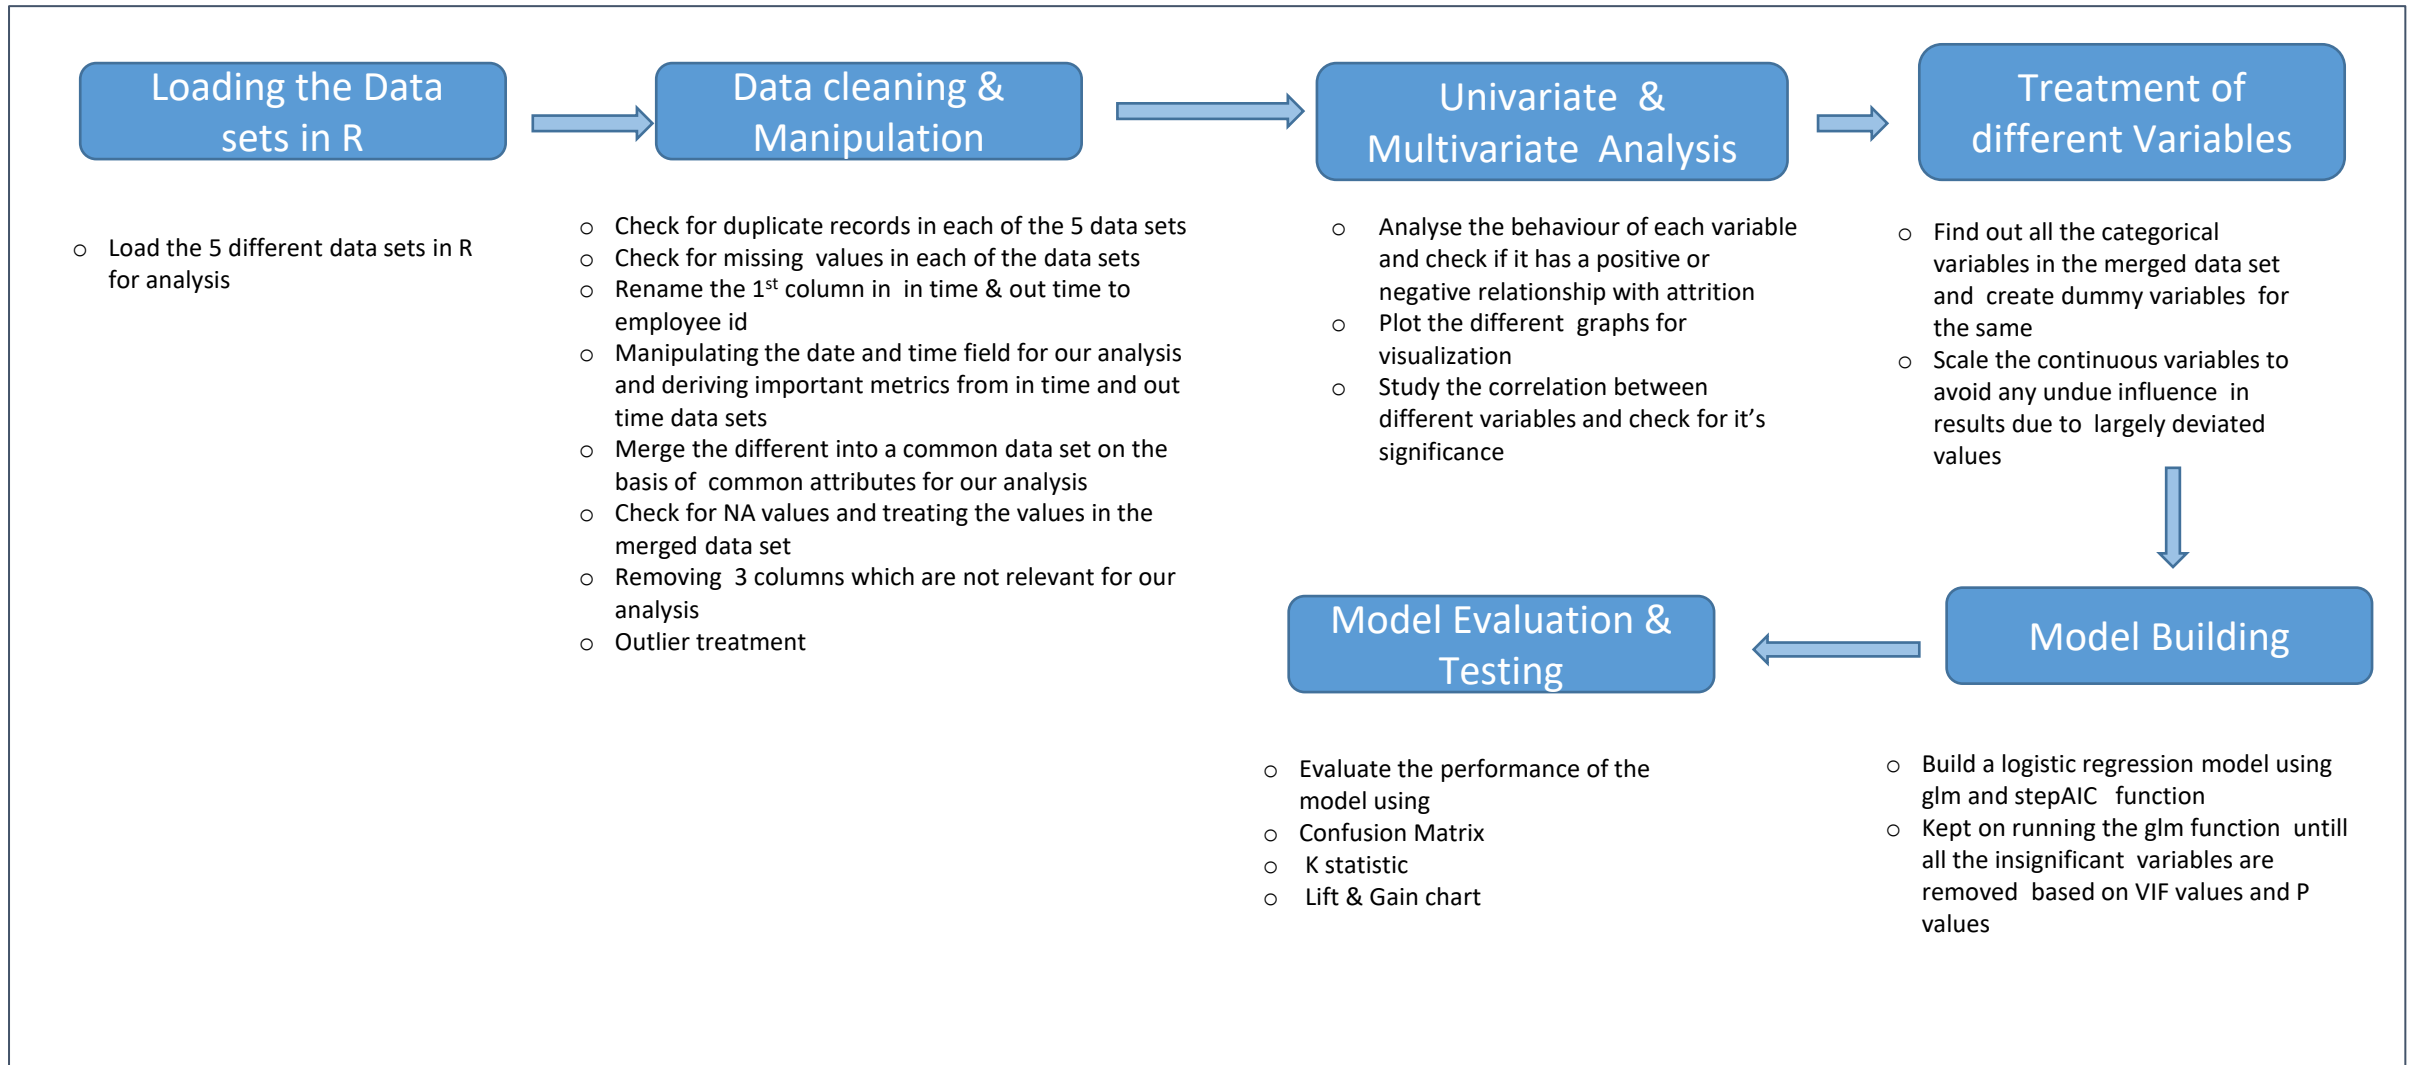 Loading the Data
sets in R
o Load the 5 different data sets in R
for analysis
Data cleaning &
Manipulation
o Check for duplicate records in each of the 5 data sets
o Check for missing values in each of the data sets
o Rename the 1st column in in time & out time to
employee id
o Manipulating the date and time field for our analysis
and deriving important metrics from in time and out
time data sets
o Merge the different into a common data set on the
basis of common attributes for our analysis
o Check for NA values and treating the values in the
merged data set
o Removing 3 columns which are not relevant for our
analysis
o Outlier treatment
Univariate & 
Multivariate Analysis
o Analyse the behaviour of each variable
and check if it has a positive or
negative relationship with attrition
o Plot the different graphs for
visualization
o Study the correlation between
different variables and check for it’s
significance
Treatment of
different Variables
o Find out all the categorical
variables in the merged data set
and create dummy variables for
the same
o Scale the continuous variables to
avoid any undue influence in
results due to largely deviated
values
Model Building
o Build a logistic regression model using
glm and stepAIC function
o Kept on running the glm function untill
all the insignificant variables are
removed based on VIF values and P
values
Model Evaluation &
Testing
o Evaluate the performance of the
model using
o Confusion Matrix
o K statistic
o Lift & Gain chart